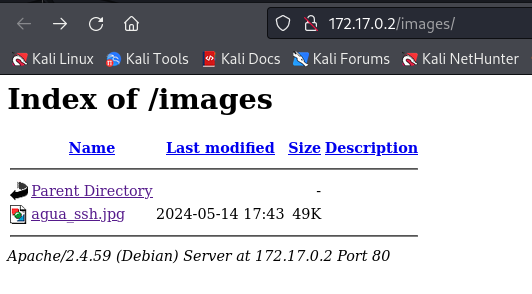 172.17.0.2/images/
Kali Linux Kali Tools Kali Docs Kali Forums Kali NetHunter
Index of /images
Name Last modified Size Description
Parent Directory -
agua_ssh.jpg 2024-05-14 17:43 49K
Apache/2.4.59 (Debian) Server at 172.17.0.2 Port 80